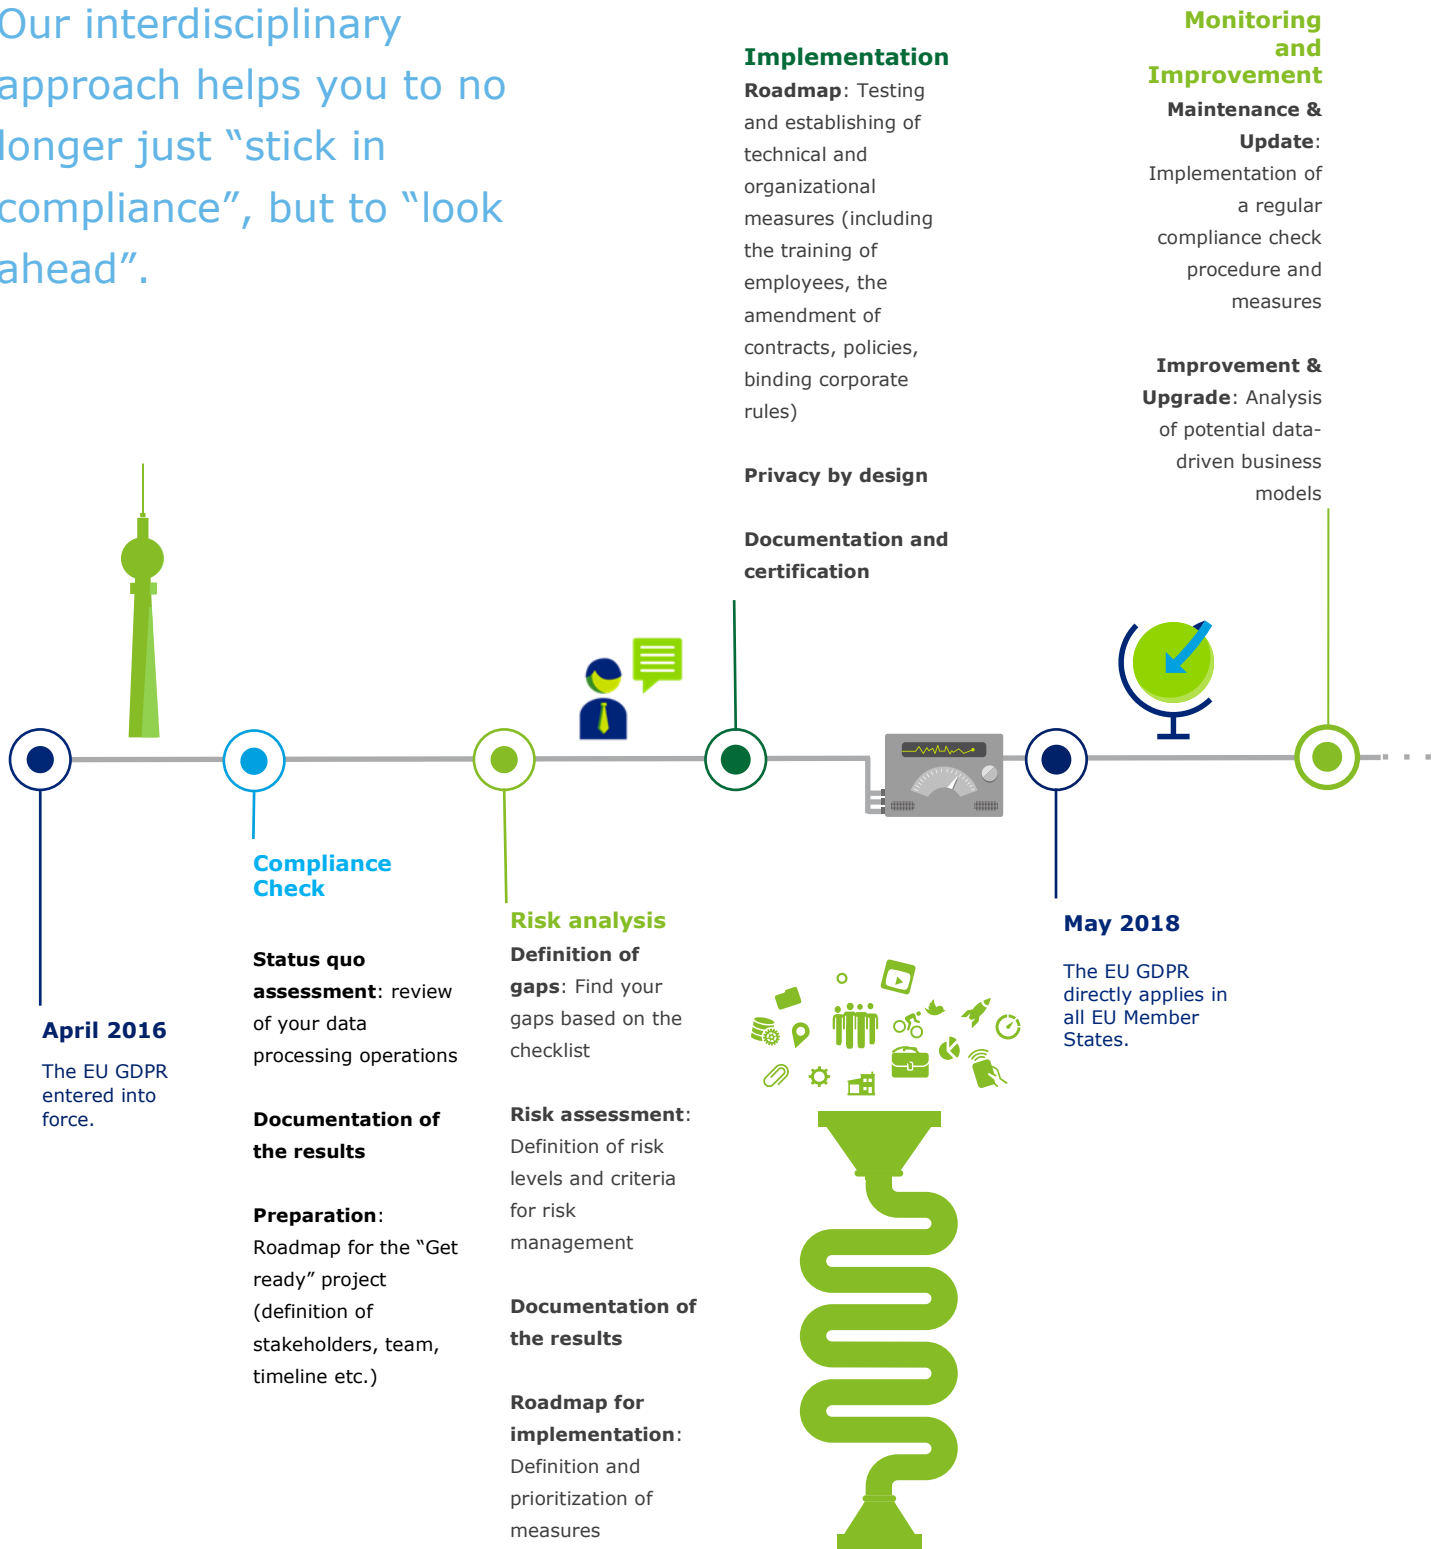 Our interdisciplinary
approach helps you to no
longer just “stick in
compliance”, but to “look
ahead”.
Implementation
Roadmap: Testing
and establishing of
technical and
organizational
measures (including
the training of
employees, the
amendment of
contracts, policies,
binding corporate
rules)
Privacy by design
Documentation and
certification
Monitoring
and
Improvement
Maintenance &
Update:
Implementation of
a regular
compliance check
procedure and
measures
Improvement &
Upgrade: Analysis
of potential data-
driven business
models
April 2016
The EU GDPR
entered into
force.
Compliance
Check
Status quo
assessment: review
of your data
processing operations
Documentation of
the results
Preparation:
Roadmap for the “Get
ready” project
(definition of
stakeholders, team,
timeline etc.)
Risk analysis
Definition of
gaps: Find your
gaps based on the
checklist
Risk assessment:
Definition of risk
levels and criteria
for risk
management
Documentation of
the results
Roadmap for
implementation:
Definition and
prioritization of
measures
May 2018
The EU GDPR
directly applies in
all EU Member
States.